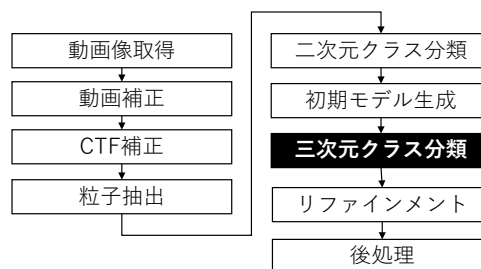 動画像取得
動画補正
CTF補正
粒子抽出
二次元クラス分類
初期モデル生成
三次元クラス分類
リファインメント
後処理